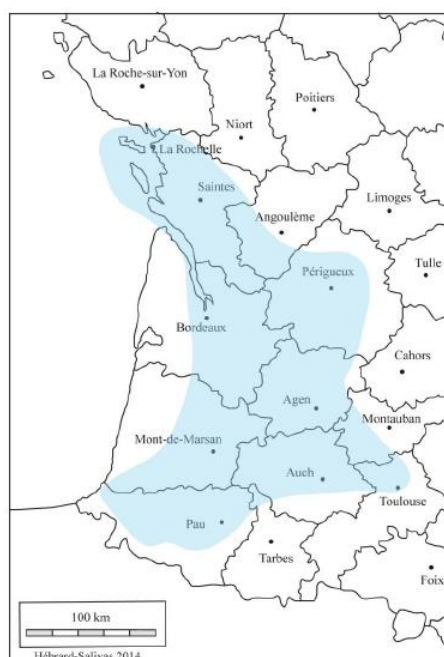 La Roche-sur-Yon
Poitiers
Niort
La Rochelle
Saintes
Limoges
Angoulême
Tulle
Périgueux
Bordeaux
Cahors
Agen
Montauban
Mont-de-Marsan
Auch
Toulouse
Pau
Tarbes
Foix
100 km
Hébrard-Salivas 2014